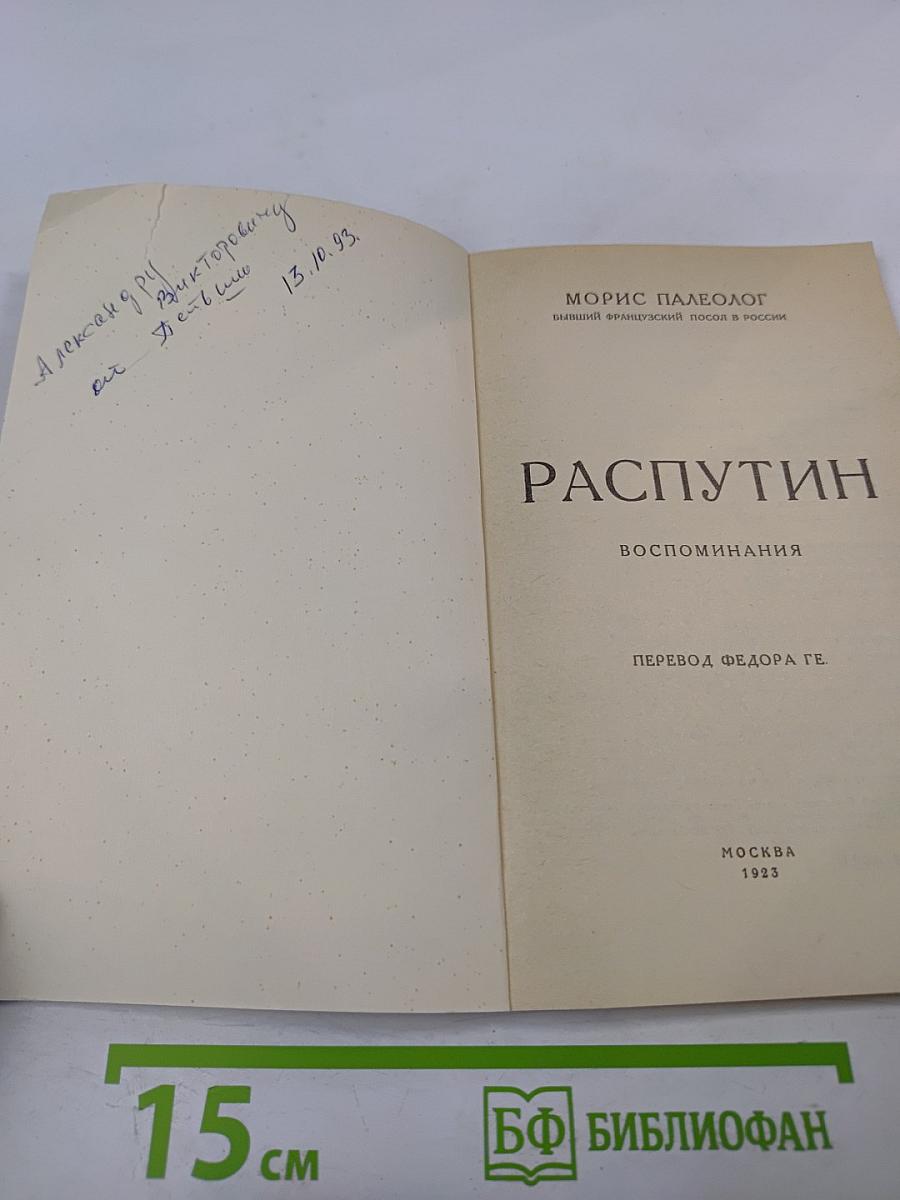 Александру
Викторовичу
от
13.10.93.
МОРИС ПАЛЕОЛОГ
БЫВШИЙ ФРАНЦУЗСКИЙ ПОСОЛ В РОССИИ
РАСПУТИН
ВОСПОМИНАНИЯ
ПЕРЕВОД ФЕДОРА ГЕ.
МОСКВА
1923
15 см
БФ БИБЛИОФАН